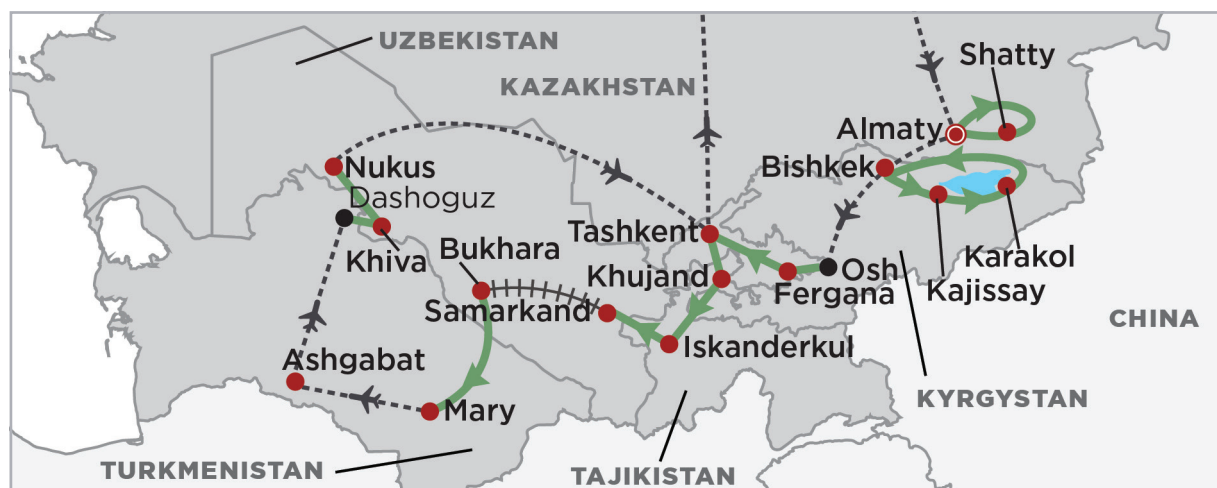 UZBEKISTAN
Shatty
KAZAKHSTAN
Almaty
Nukus
Bishkek
Dashoguz
Tashkent
Khiva
Bukhara
Khujand
Osh
Karakol
Fergana
Kajissay
Samarkand
CHINA
Iskanderkul
Ashgabat
KYRGYSTAN
Mary
TURKMENISTAN
TAJIKISTAN